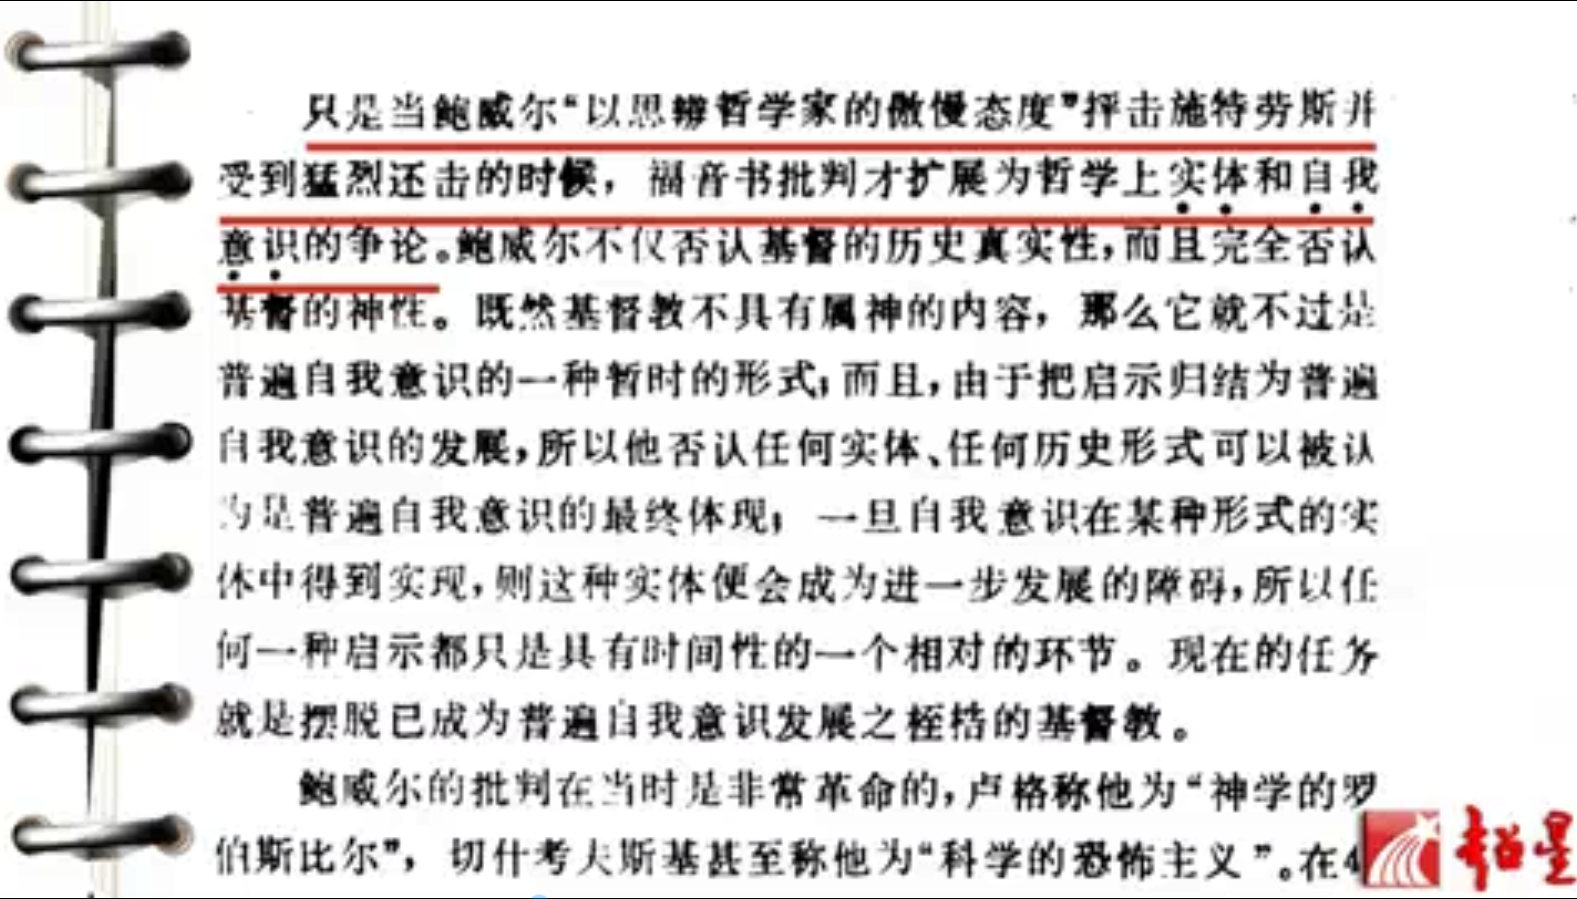 只是当鲍威尔“以思辨哲学家的傲慢态度”抨击施特劳斯并
受到猛烈还击的时候，福音书批判才扩展为哲学上实体和自我
意识的争论。鲍威尔不仅否认基督的历史真实性，而且完全否认
基督的神性。既然基督教不具有属神的内容，那么它就不过是
普遍自我意识的一种暂时的形式；而且，由于把启示归结为普遍
自我意识的发展，所以他否认任何实体、任何历史形式可以被认
为是普遍自我意识的最终体现；一旦自我意识在某种形式的实
体中得到实现，则这种实体便会成为进一步发展的障碍，所以任
何一种启示都只是具有时间性的一个相对的环节。现在的任务
就是摆脱已成为普遍自我意识发展之桎梏的基督教。
鲍威尔的批判在当时是非常革命的，卢格称他为“神学的罗
伯斯比尔”，切什考夫斯基甚至称他为“科学的恐怖主义”。在4
超星